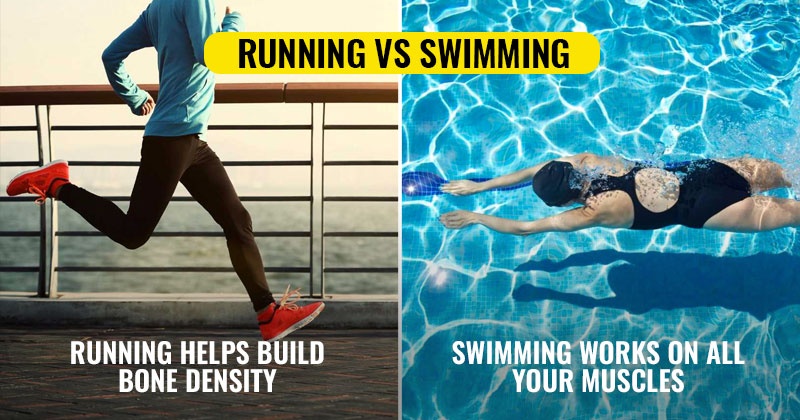 RUNNING VS SWIMMING
RUNNING HELPS BUILD
BONE DENSITY
SWIMMING WORKS ON ALL
YOUR MUSCLES